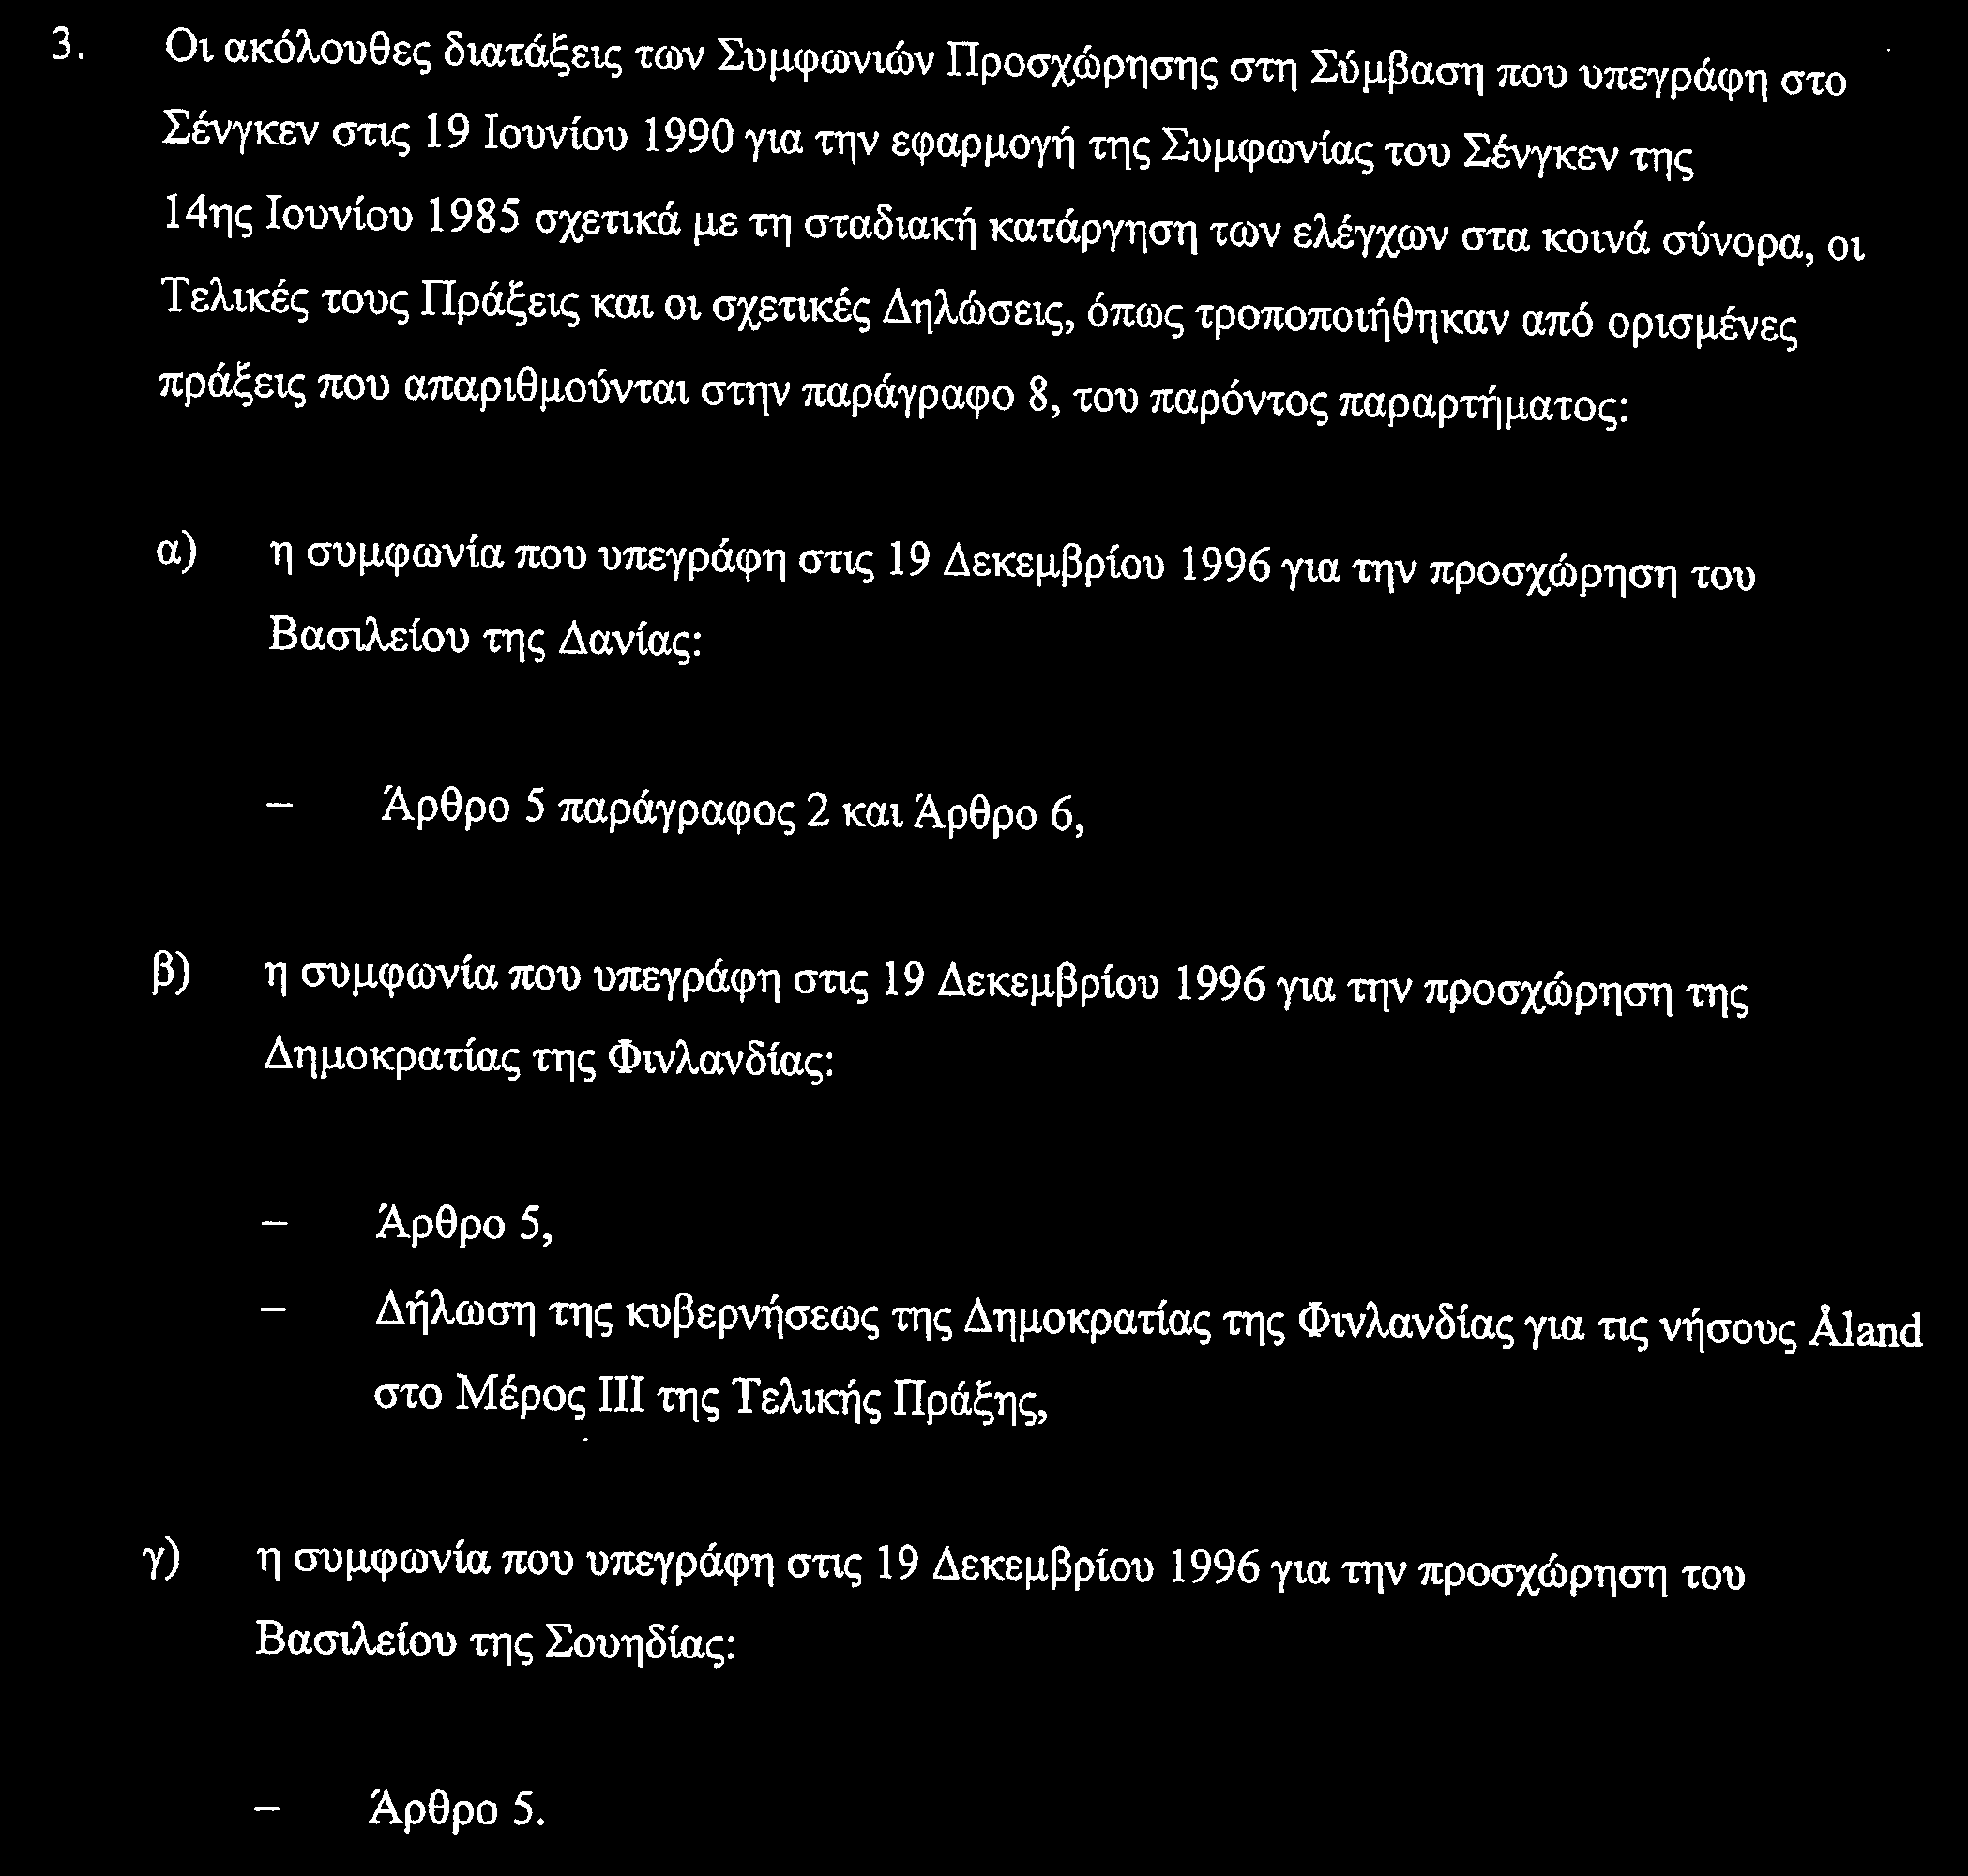 3. Οι ακόλουθες διατάξεις των Συμφωνιών Προσχώρησης στη Σύμβαση που υπεγράφη στο
Σένγκεν στις 19 Ιουνίου 1990 για την εφαρμογή της Συμφωνίας του Σένγκεν της
14ης Ιουνίου 1985 σχετικά με τη σταδιακή κατάργηση των ελέγχων στα κοινά σύνορα, οι
Τελικές τους Πράξεις και οι σχετικές Δηλώσεις, όπως τροποποιήθηκαν από ορισμένες
πράξεις που απαριθμούνται στην παράγραφο 8, του παρόντος παραρτήματος:
α) η συμφωνία που υπεγράφη στις 19 Δεκεμβρίου 1996 για την προσχώρηση του
Βασιλείου της Δανίας:
– Άρθρο 5 παράγραφος 2 και Άρθρο 6,
β) η συμφωνία που υπεγράφη στις 19 Δεκεμβρίου 1996 για την προσχώρηση της
Δημοκρατίας της Φινλανδίας:
– Άρθρο 5,
– Δήλωση της κυβερνήσεως της Δημοκρατίας της Φινλανδίας για τις νήσους Åland
στο Μέρος III της Τελικής Πράξης,
γ) η συμφωνία που υπεγράφη στις 19 Δεκεμβρίου 1996 για την προσχώρηση του
Βασιλείου της Σουηδίας:
– Άρθρο 5.